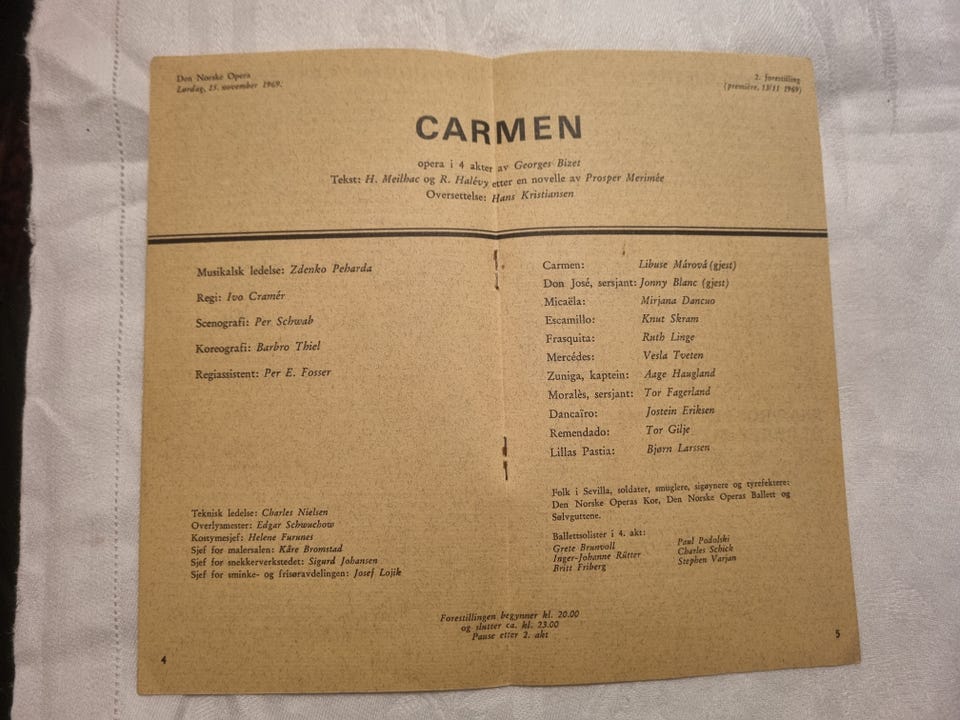 Den Norske Opera
Lørdag, 15. november 1969.
2. forestilling
(première, 13/11 1969)
CARMEN
opera i 4 akter av Georges Bizet
Tekst: H. Meilhac og R. Halévy etter en novelle av Prosper Merimée
Oversettelse: Hans Kristiansen
Musikalsk ledelse: Zdenko Peharda
Regi: Ivo Cramér
Scenografi: Per Schwab
Koreografi: Barbro Thiel
Regiassistent: Per E. Fosser
Teknisk ledelse: Charles Nielsen
Overlysmester: Edgar Schwuchow
Kostymesjef: Helene Furunes
Sjef for malersalen: Kåre Bromstad
Sjef for snekkerverkstedet: Sigurd Johansen
Sjef for sminke- og frisøravdelingen: Josef Lojik
Carmen: Libuse Márová (gjest)
Don José, sersjant: Jonny Blanc (gjest)
Micaëla: Mirjana Dancuo
Escamillo: Knut Skram
Frasquita: Ruth Linge
Mercédes: Vesla Tveten
Zuniga, kaptein: Aage Haugland
Moralès, sersjant: Tor Fagerland
Dancaïro: Jostein Eriksen
Remendado: Tor Gilje
Lillas Pastia: Bjørn Larssen
Folk i Sevilla, soldater, smuglere, sigøynere og tyrefektere:
Den Norske Operas Kor, Den Norske Operas Ballett og
Sølvguttene.
Ballettsolister i 4. akt:
Grete Brunvoll
Inger-Johanne Rütter
Britt Friberg
Paul Podolski
Charles Schick
Stephen Varjan
Forestillingen begynner kl. 20.00
og slutter ca. kl. 23.00
Pause etter 2. akt
4
5